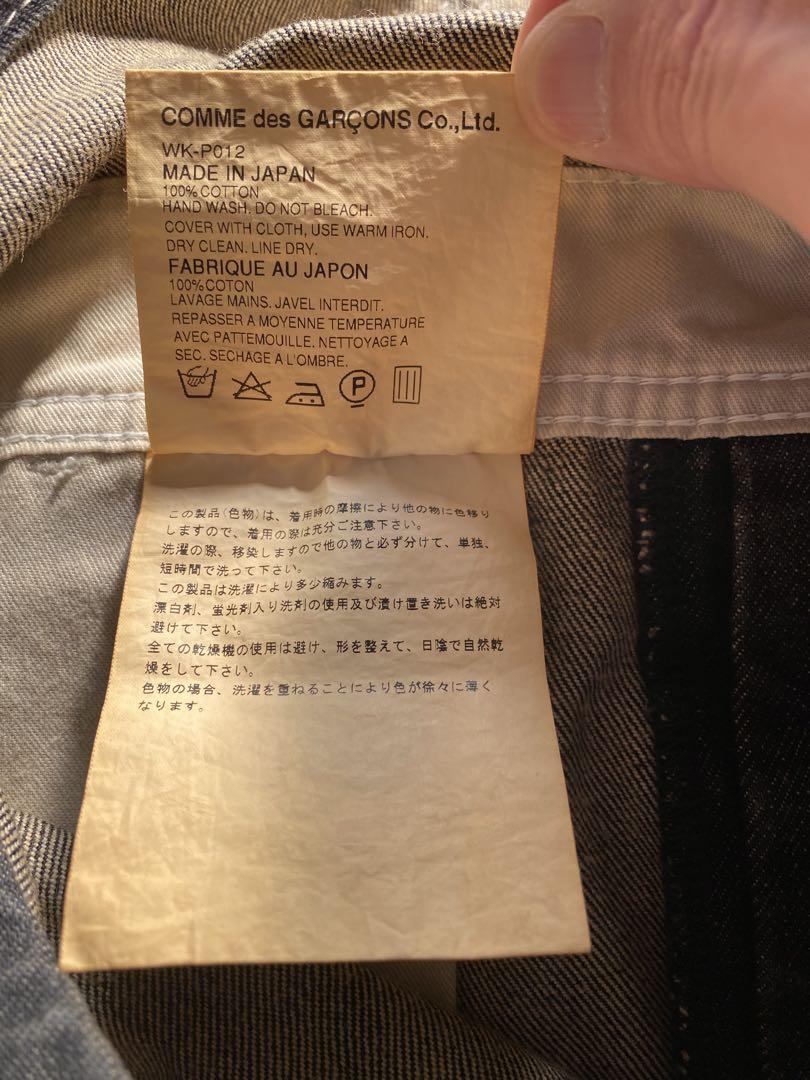 COMME des GARÇONS Co.,Ltd.
WK-P012
MADE IN JAPAN
100% COTTON
HAND WASH. DO NOT BLEACH.
COVER WITH CLOTH, USE WARM IRON.
DRY CLEAN. LINE DRY.
FABRIQUE AU JAPON
100%COTON
LAVAGE MAINS. JAVEL INTERDIT.
REPASSER A MOYENNE TEMPERATURE
AVEC PATTEMOUILLE. NETTOYAGE A
SEC. SECHAGE A L'OMBRE.
P
この製品(色物)は、着用時の摩擦により他の物に色移り
しますので、着用の際は充分ご注意下さい。
洗濯の際、移染しますので他の物と必ず分けて、単独、
短時間で洗って下さい。
この製品は洗濯により多少縮みます。
漂白剤、蛍光剤入り洗剤の使用及び漬け置き洗いは絶対
避けて下さい。
全ての乾燥機の使用は避け、形を整えて、日陰で自然乾
燥をして下さい。
色物の場合、洗濯を重ねることにより色が徐々に薄く
なります。